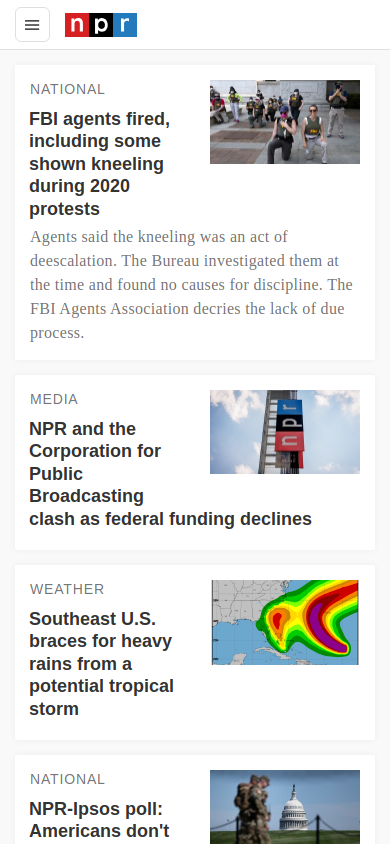 npr
NATIONAL
FBI agents fired,
including some
shown kneeling
during 2020
protests
Agents said the kneeling was an act of
deescalation. The Bureau investigated them at
the time and found no causes for discipline. The
FBI Agents Association decries the lack of due
process.
MEDIA
NPR and the
Corporation for
Public
Broadcasting
clash as federal funding declines
npr
WEATHER
Southeast U.S.
braces for heavy
rains from a
potential tropical
storm
NATIONAL
NPR-Ipsos poll:
Americans don't